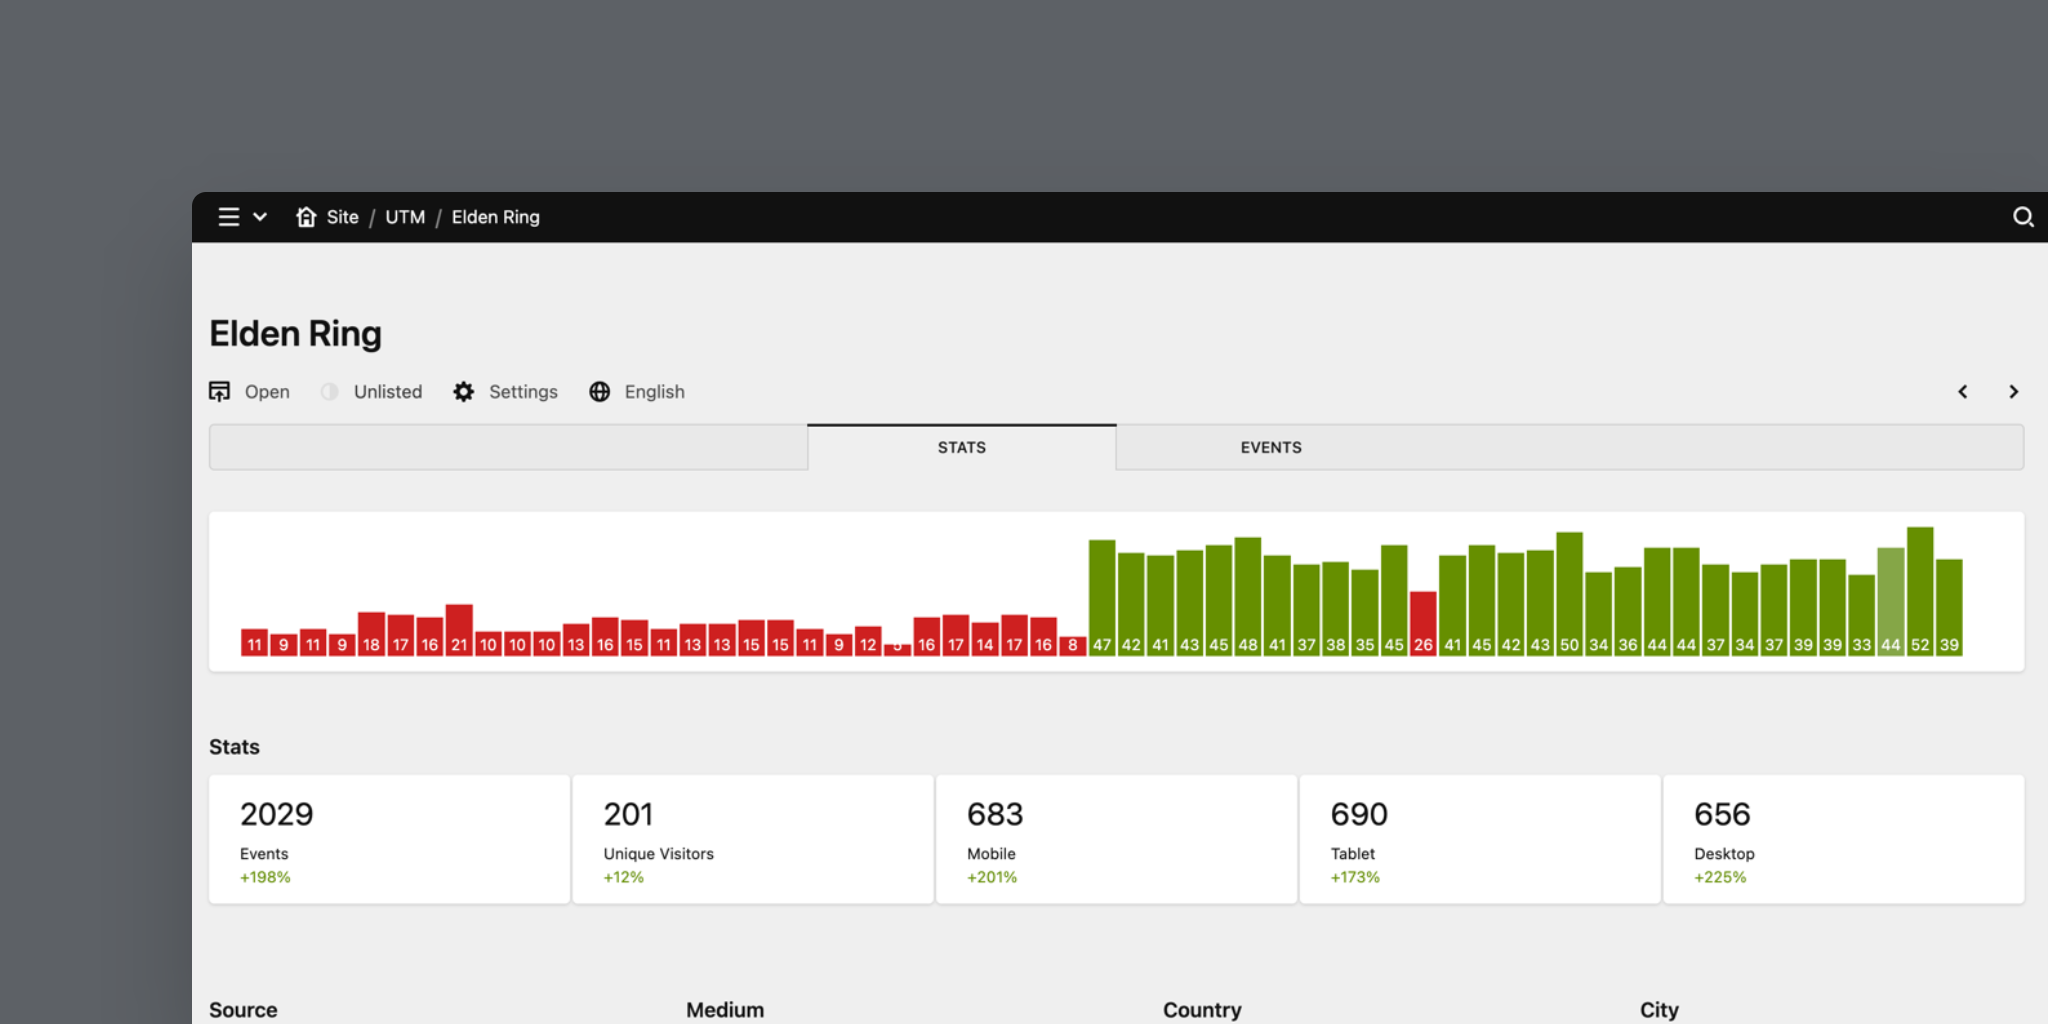 Site / UTM / Elden Ring
Elden Ring
Open Unlisted Settings English
STATS EVENTS
11 9 11 9 18 17 16 21 10 10 10 13 16 15 11 13 13 15 15 11 9 12 16 17 14 17 16 8 47 42 41 43 45 48 41 37 38 35 45 26 41 45 42 43 50 34 36 44 44 37 34 37 39 39 33 44 52 39
Stats
2029 201 683 690 656
Events Unique Visitors Mobile Tablet Desktop
+198% +12% +201% +173% +225%
Source Medium Country City